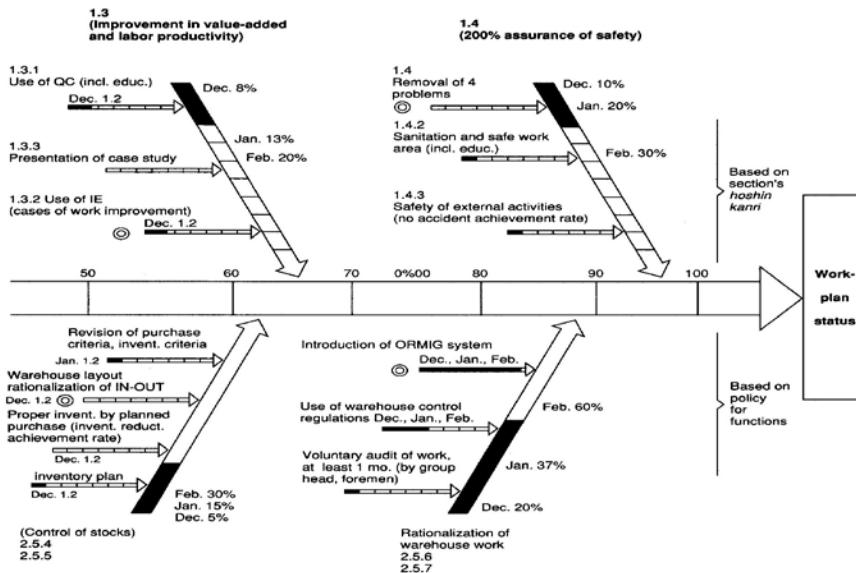 1.3
(Improvement in value-added
and labor productivity)
1.3.1
Use of QC (incl. educ.)
Dec. 1.2
Dec. 8%
1.3.3
Presentation of case study
Jan. 13%
Feb. 20%
1.3.2 Use of IE
(cases of work improvement)
Dec. 1.2
1.4
(200% assurance of safety)
1.4
Removal of 4
problems
Dec. 10%
Jan. 20%
1.4.2
Sanitation and safe work
area (incl. educ.)
Feb. 30%
1.4.3
Safety of external activities
(no accident achievement rate)
Based on
section's
hoshin
kanri
50
60
70
0%00
80
90
100
Work-
plan
status
Revision of purchase
criteria, invent. criteria
Jan. 1.2
Warehouse layout
rationalization of IN-OUT
Dec. 1.2
Proper invent. by planned
purchase (invent. reduct.
achievement rate)
Dec. 1.2
inventory plan
Dec. 1.2
Feb. 30%
Jan. 15%
Dec. 5%
(Control of stocks)
2.5.4
2.5.5
Introduction of ORMIG system
Dec., Jan., Feb.
Use of warehouse control
regulations Dec., Jan., Feb.
Voluntary audit of work,
at least 1 mo. (by group
head, foremen)
Feb. 60%
Jan. 37%
Dec. 20%
Rationalization of
warehouse work
2.5.6
2.5.7
Based on
policy
for
functions